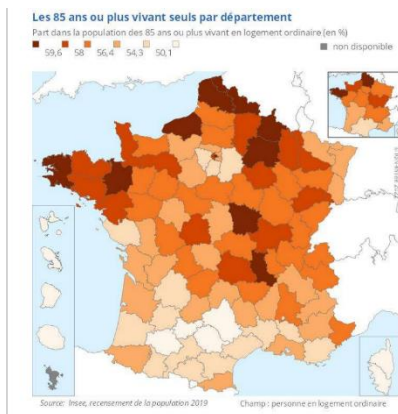 Les 85 ans ou plus vivant seuls par département
Part dans la population des 85 ans ou plus vivant en logement ordinaire [en %]
59,6 58 56,4 54,3 50,1
non disponible
Source: Insee, recensement de la population 2019
Champ : personne en logement ordinaire